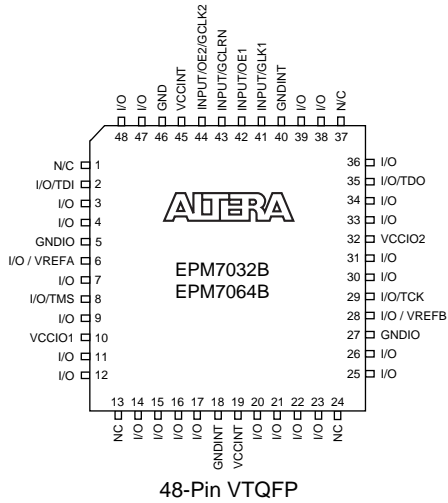 I/O
I/O
GND
VCCINT
INPUT/OE2/GCLK2
INPUT/GCLRN
INPUT/OE1
INPUT/GLK1
GNDINT
I/O
I/O
N/C
48 47 46 45 44 43 42 41 40 39 38 37
N/C 1
I/O/TDI 2
I/O 3
I/O 4
GNDIO 5
I/O / VREFA 6
I/O 7
I/O/TMS 8
I/O 9
VCCIO1 10
I/O 11
I/O 12
ALTERA
EPM7032B
EPM7064B
36 I/O
35 I/O/TDO
34 I/O
33 I/O
32 VCCIO2
31 I/O
30 I/O
29 I/O/TCK
28 I/O / VREFB
27 GNDIO
26 I/O
25 I/O
13 14 15 16 17 18 19 20 21 22 23 24
NC
I/O
I/O
I/O
I/O
GNDINT
VCCINT
I/O
I/O
I/O
I/O
NC
48-Pin VTQFP